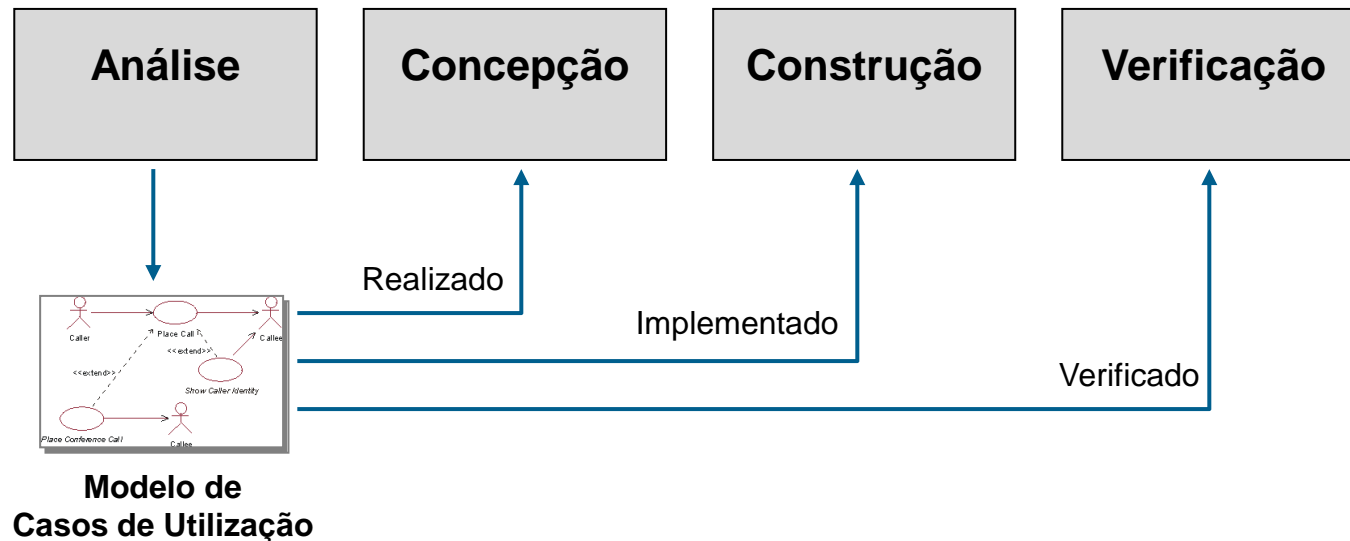 Análise
Concepção
Construção
Verificação
Realizado
Implementado
Verificado
Caller
Place Call
Callee
<<extend>>
<<extend>>
Show Caller Identity
Place Conference Call
Callee
Modelo de
Casos de Utilização